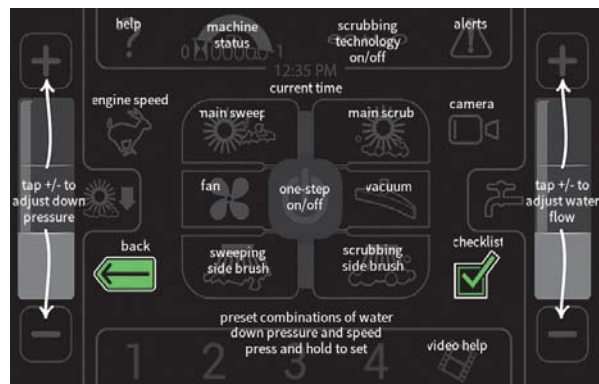 help
machine
status
scrubbing
technology
on/off
alerts
12:35 PM
current time
engine speed
main sweep
main scrub
camera
tap +/- to
adjust down
pressure
fan
one-step
on/off
vacuum
tap +/- to
adjust water
flow
back
sweeping
side brush
scrubbing
side brush
checklist
preset combinations of water
down pressure and speed
press and hold to set
1 2 3 4
video help